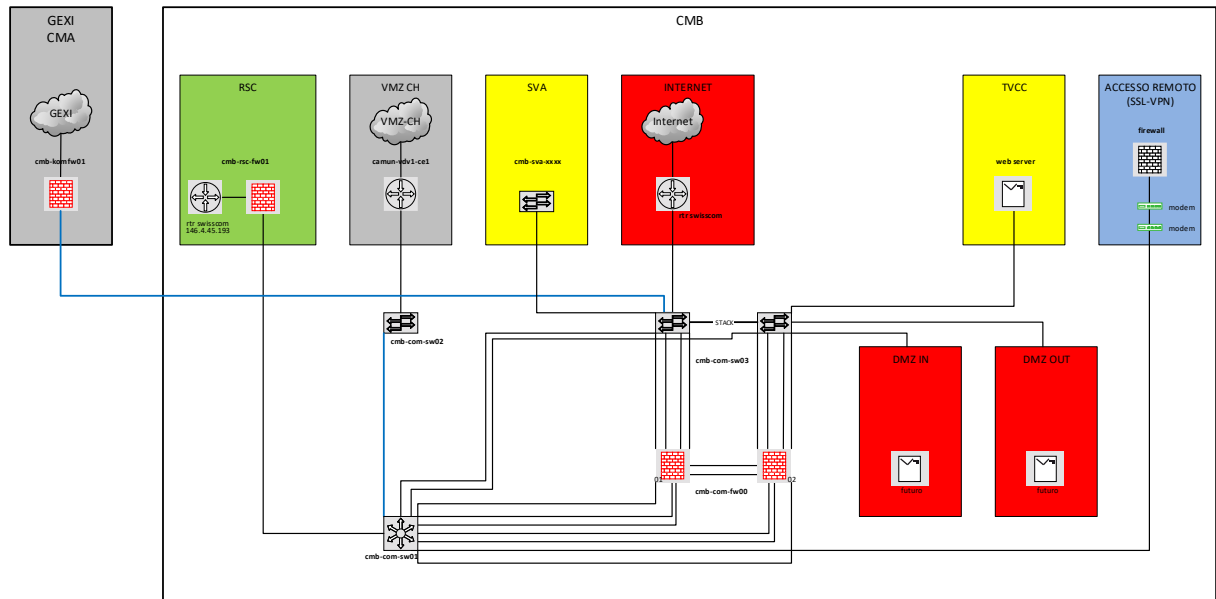 GEXI
CMA
CMB
RSC
VMZ CH
SVA
INTERNET
TVCC
ACCESSO REMOTO
(SSL-VPN)
GEXI
VMZ-CH
Internet
firewall
cmb-komfw01
cmb-rsc-fw01
camun-vdv1-ce1
cmb-sva-xxxx
web server
modem
rtr swisscom
146.4.45.193
rtr swisscom
modem
STACK
cmb-com-sw02
cmb-com-sw03
DMZ IN
DMZ OUT
01
02
cmb-com-fw00
futuro
futuro
cmb-com-sw01